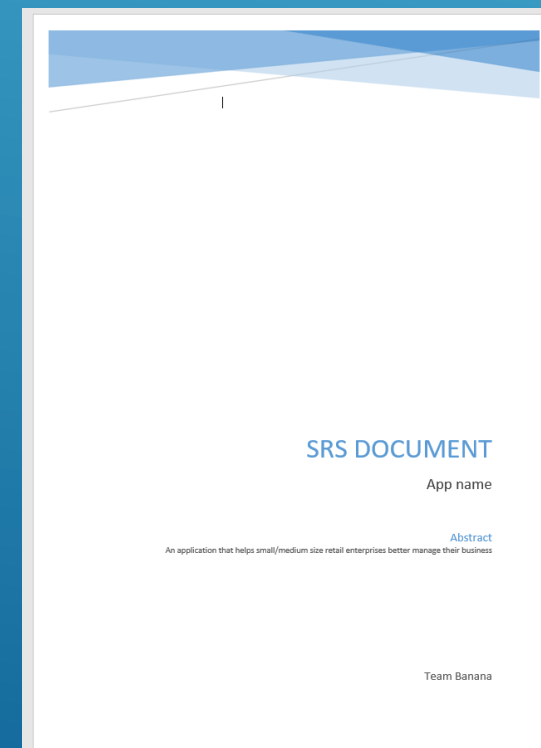 SRS DOCUMENT
App name
Abstract
An application that helps small/medium size retail enterprises better manage their business
Team Banana